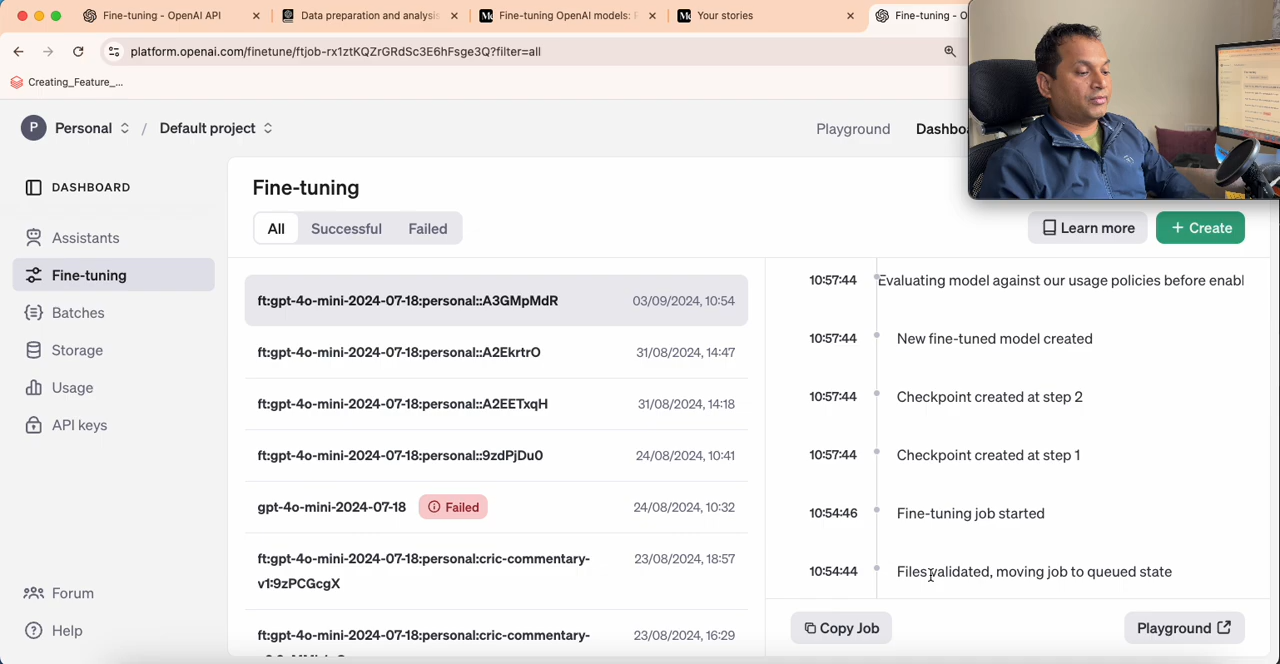 Fine-tuning - OpenAI API
Data preparation and analysis
Fine-tuning OpenAI models:
Your stories
Fine-tuning - O
platform.openai.com/finetune/ftjob-rx1ztKQZrGRdSc3E6hFsge3Q?filter=all
Creating_Feature_...
P Personal / Default project
Playground
Dashboa
DASHBOARD
Assistants
Fine-tuning
Batches
Storage
Usage
API keys
Forum
Help
Fine-tuning
All Successful Failed
Learn more
+ Create
ft:gpt-4o-mini-2024-07-18:personal::A3GMpMdR 03/09/2024, 10:54
ft:gpt-4o-mini-2024-07-18:personal::A2EkrtrO 31/08/2024, 14:47
ft:gpt-4o-mini-2024-07-18:personal::A2EETxqH 31/08/2024, 14:18
ft:gpt-4o-mini-2024-07-18:personal::9zdPjDu0 24/08/2024, 10:41
gpt-4o-mini-2024-07-18 Failed 24/08/2024, 10:32
ft:gpt-4o-mini-2024-07-18:personal:cric-commentary- 23/08/2024, 18:57
v1:9zPCGcgX
ft:gpt-4o-mini-2024-07-18:personal:cric-commentary- 23/08/2024, 16:29
10:57:44 Evaluating model against our usage policies before enabl
10:57:44 New fine-tuned model created
10:57:44 Checkpoint created at step 2
10:57:44 Checkpoint created at step 1
10:54:46 Fine-tuning job started
10:54:44 Files validated, moving job to queued state
Copy Job
Playground